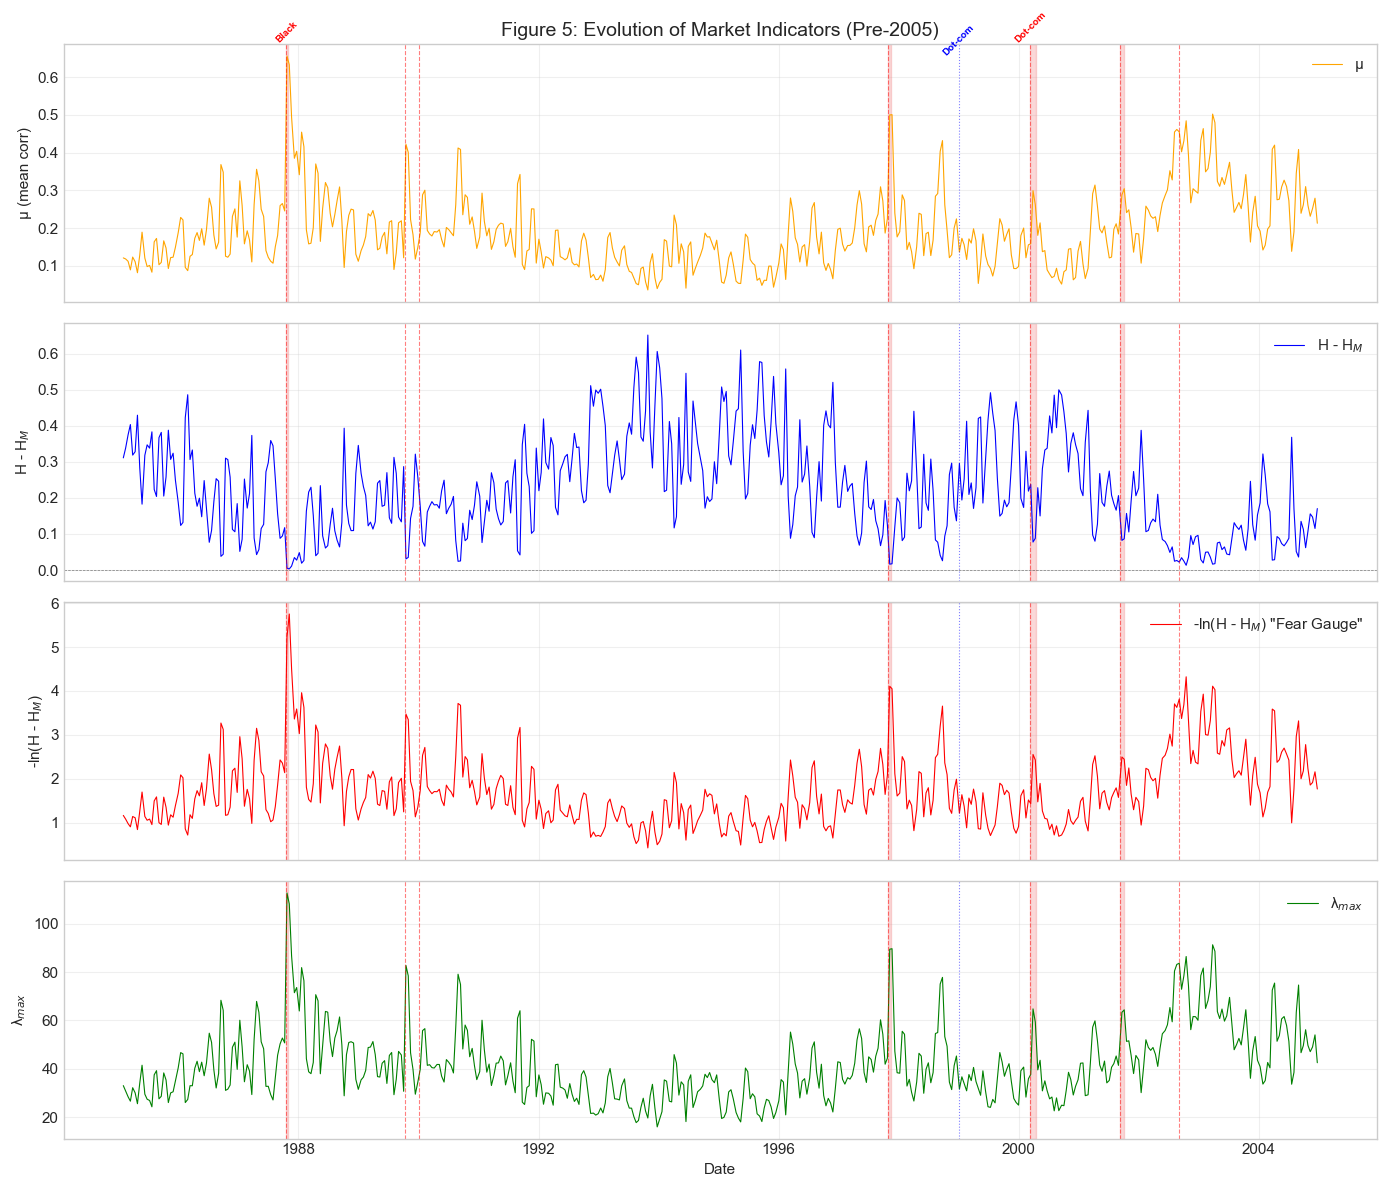 Figure 5: Evolution of Market Indicators (Pre-2005)
Black
Dot-com
Dot-com
μ (mean corr)
0.6
0.5
0.4
0.3
0.2
0.1
μ
H - H_M
0.6
0.5
0.4
0.3
0.2
0.1
0.0
H - H_M
-ln(H - H_M)
6
5
4
3
2
1
-ln(H - H_M) "Fear Gauge"
λ_max
100
80
60
40
20
λ_max
1988 1992 1996 2000 2004
Date